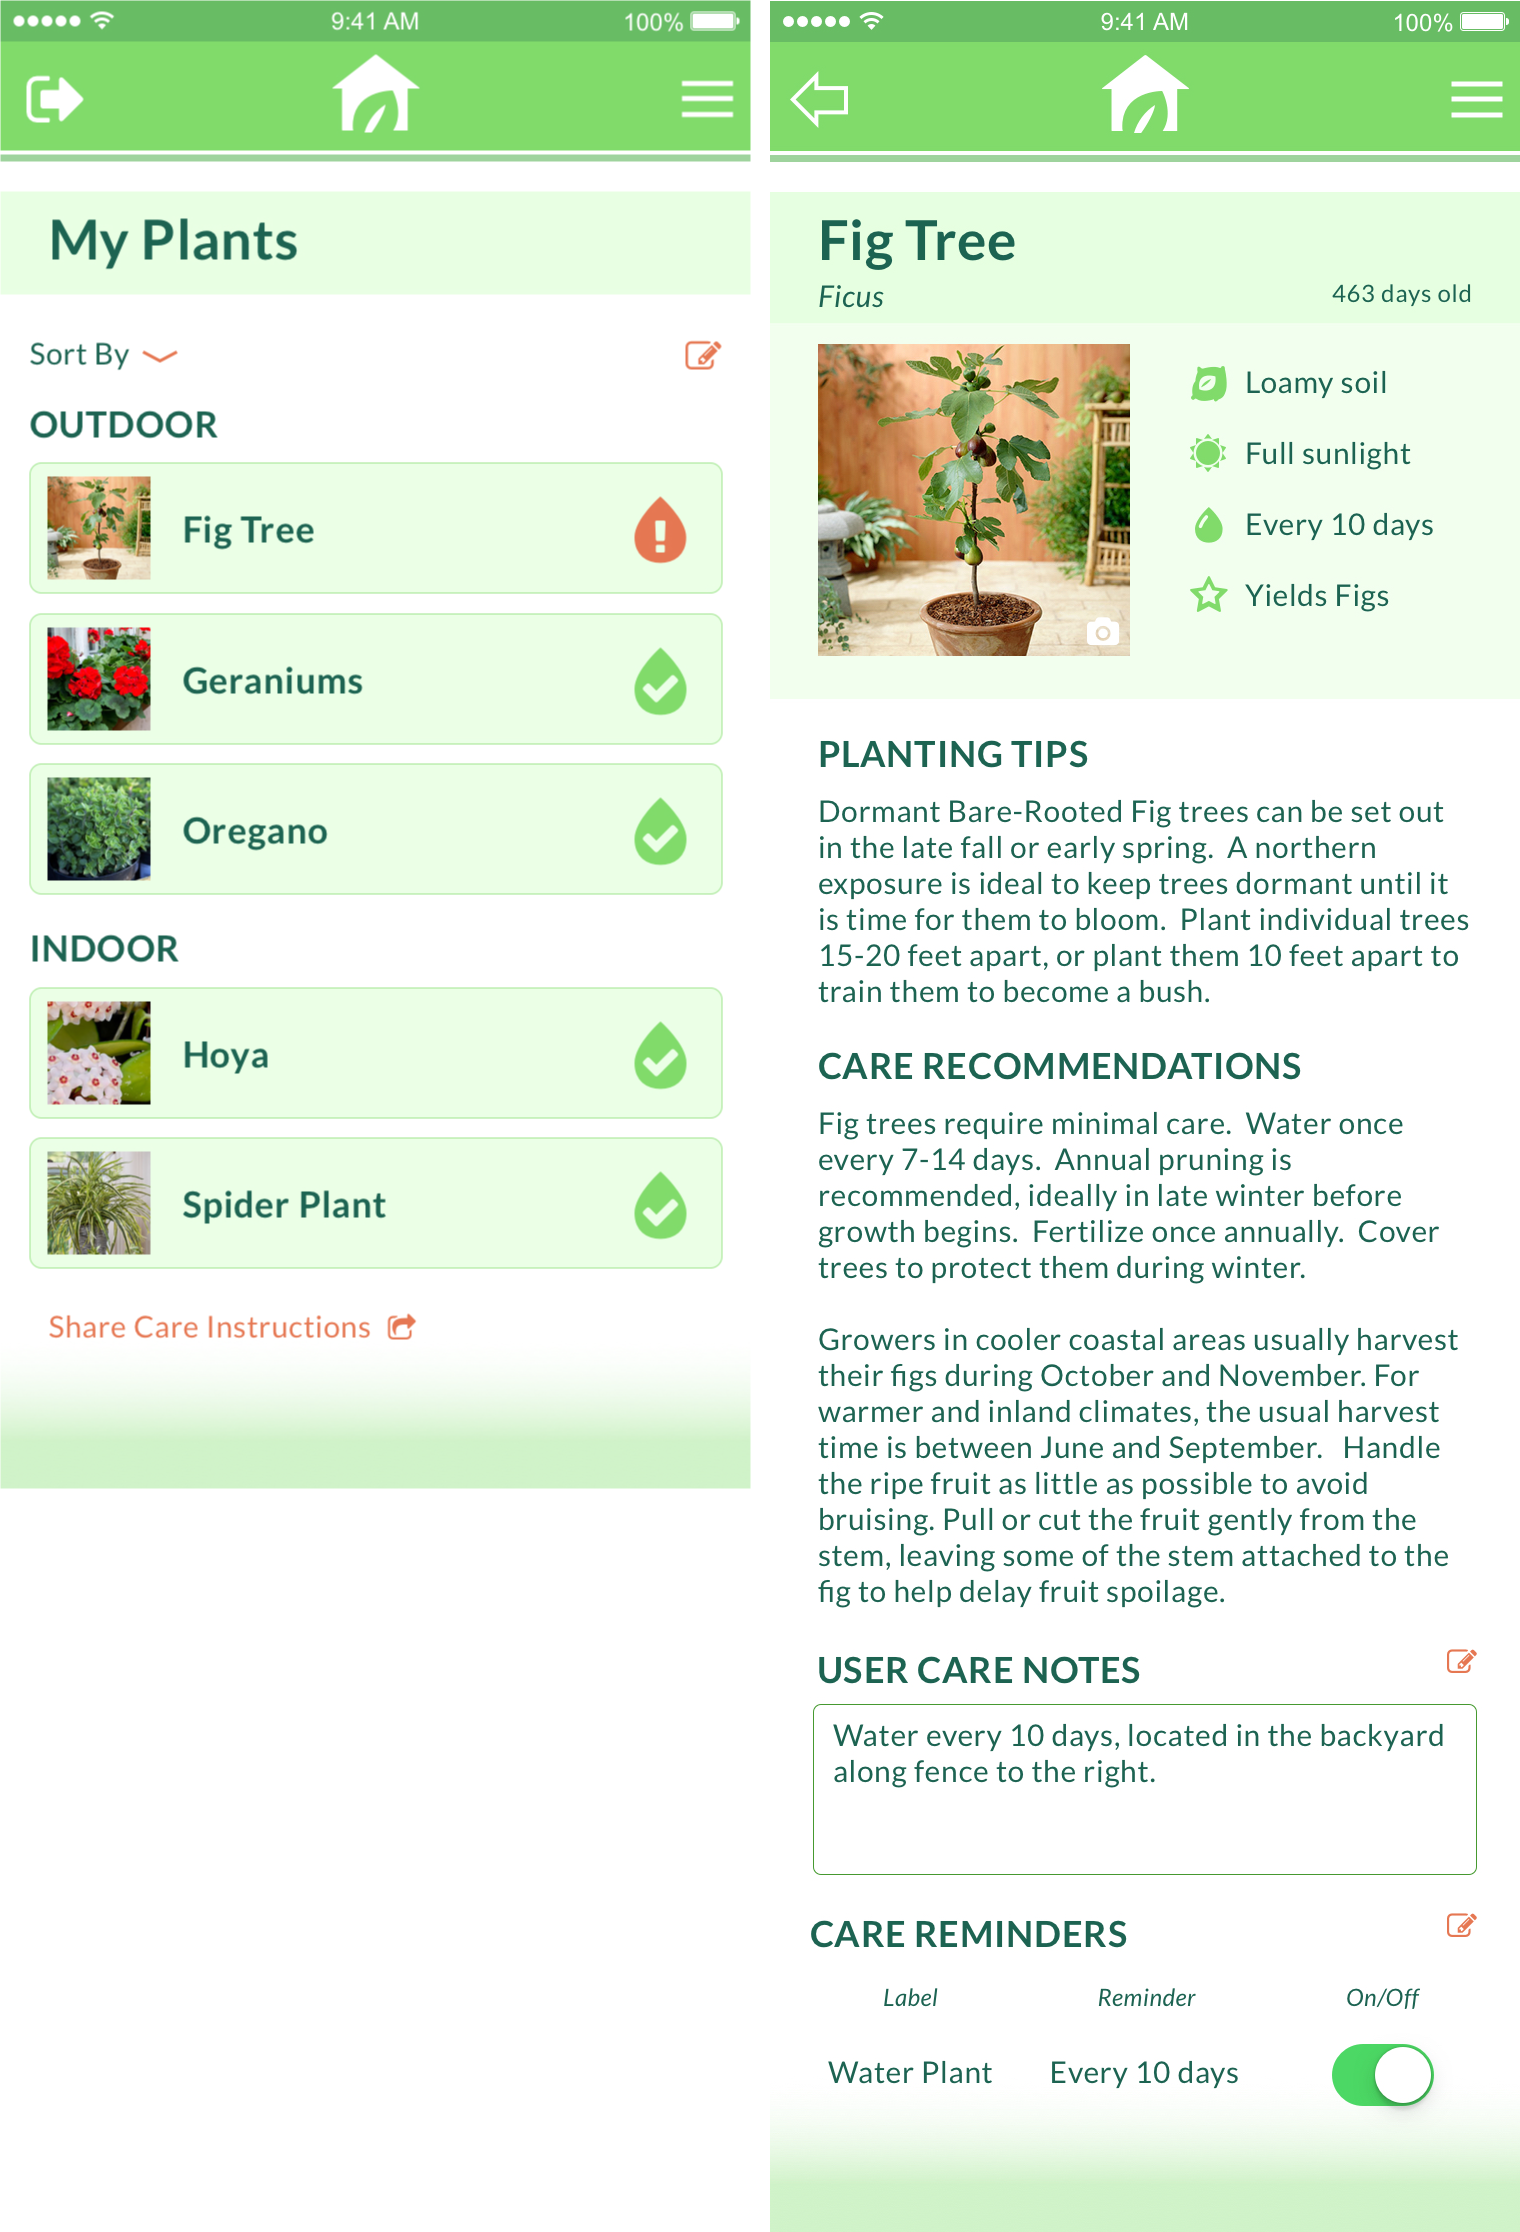 9:41 AM
100%
My Plants
Sort By
OUTDOOR
Fig Tree
Geraniums
Oregano
INDOOR
Hoya
Spider Plant
Share Care Instructions
9:41 AM
100%
Fig Tree
Ficus
463 days old
Loamy soil
Full sunlight
Every 10 days
Yields Figs
PLANTING TIPS
Dormant Bare-Rooted Fig trees can be set out
in the late fall or early spring.  A northern
exposure is ideal to keep trees dormant until it
is time for them to bloom.  Plant individual trees
15-20 feet apart, or plant them 10 feet apart to
train them to become a bush.
CARE RECOMMENDATIONS
Fig trees require minimal care.  Water once
every 7-14 days.  Annual pruning is
recommended, ideally in late winter before
growth begins.  Fertilize once annually.  Cover
trees to protect them during winter.
Growers in cooler coastal areas usually harvest
their figs during October and November. For
warmer and inland climates, the usual harvest
time is between June and September.   Handle
the ripe fruit as little as possible to avoid
bruising. Pull or cut the fruit gently from the
stem, leaving some of the stem attached to the
fig to help delay fruit spoilage.
USER CARE NOTES
Water every 10 days, located in the backyard
along fence to the right.
CARE REMINDERS
Label Reminder On/Off
Water Plant Every 10 days